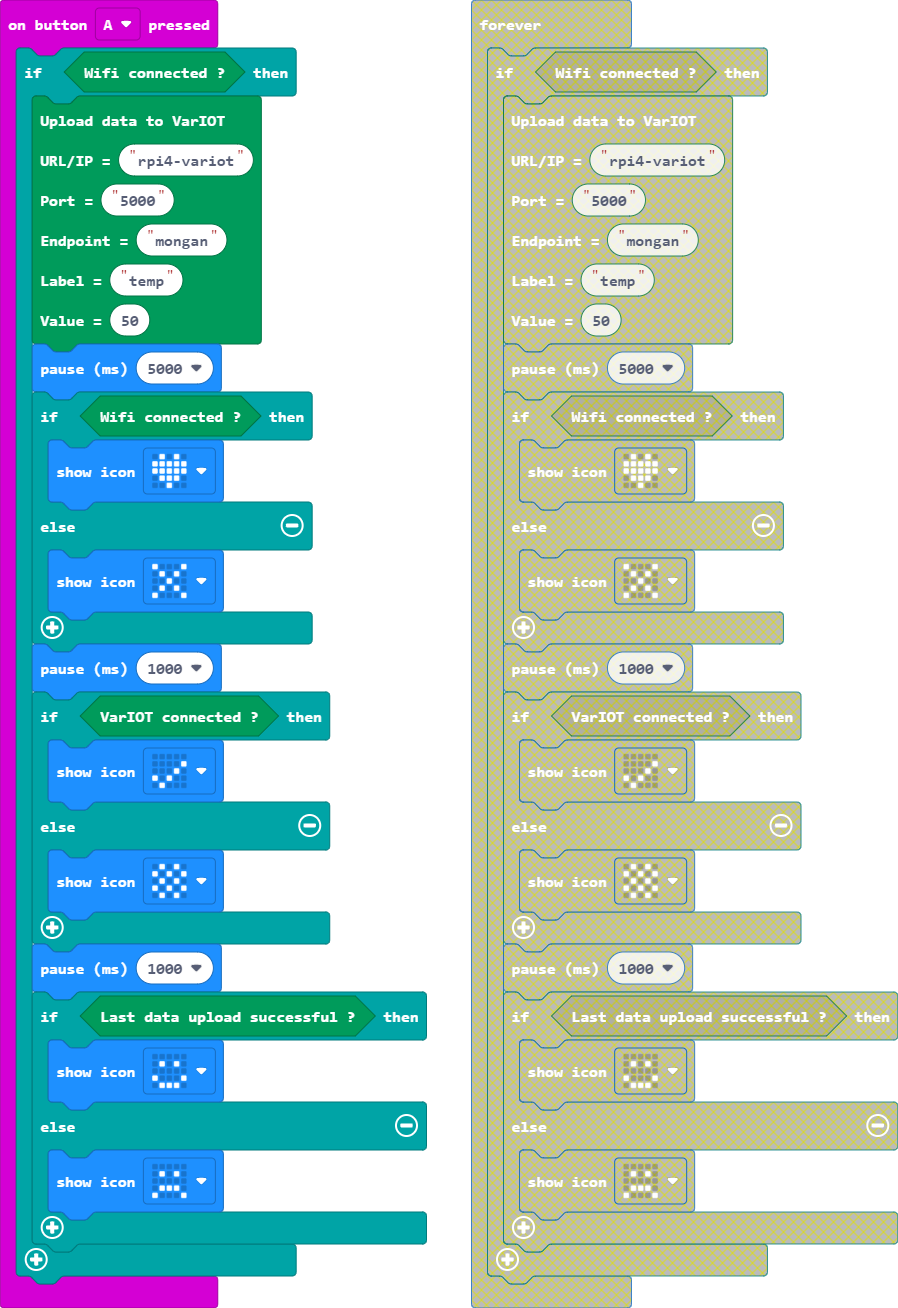 on button A pressed
if Wifi connected ? then
Upload data to VarIOT
URL/IP = "rpi4-variot"
Port = "5000"
Endpoint = "mongan"
Label = "temp"
Value = 50
pause (ms) 5000
if Wifi connected ? then
show icon
else
show icon
pause (ms) 1000
if VarIOT connected ? then
show icon
else
show icon
pause (ms) 1000
if Last data upload successful ? then
show icon
else
show icon
forever
if Wifi connected ? then
Upload data to VarIOT
URL/IP = "rpi4-variot"
Port = "5000"
Endpoint = "mongan"
Label = "temp"
Value = 50
pause (ms) 5000
if Wifi connected ? then
show icon
else
show icon
pause (ms) 1000
if VarIOT connected ? then
show icon
else
show icon
pause (ms) 1000
if Last data upload successful ? then
show icon
else
show icon